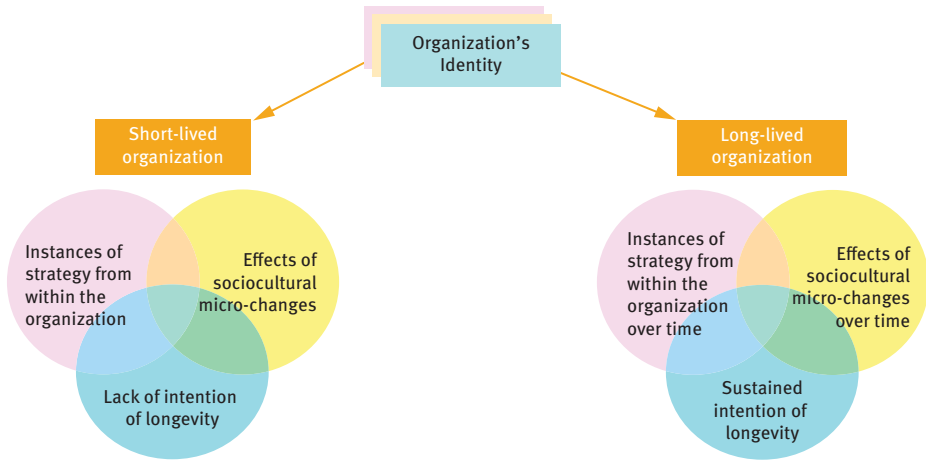 Organization’s
Identity
Short-lived
organization
Long-lived
organization
Instances of
strategy from
within the
organization
Effects of
sociocultural
micro-changes
Lack of intention
of longevity
Instances of
strategy from
within the
organization
over time
Effects of
sociocultural
micro-changes
over time
Sustained
intention of
longevity